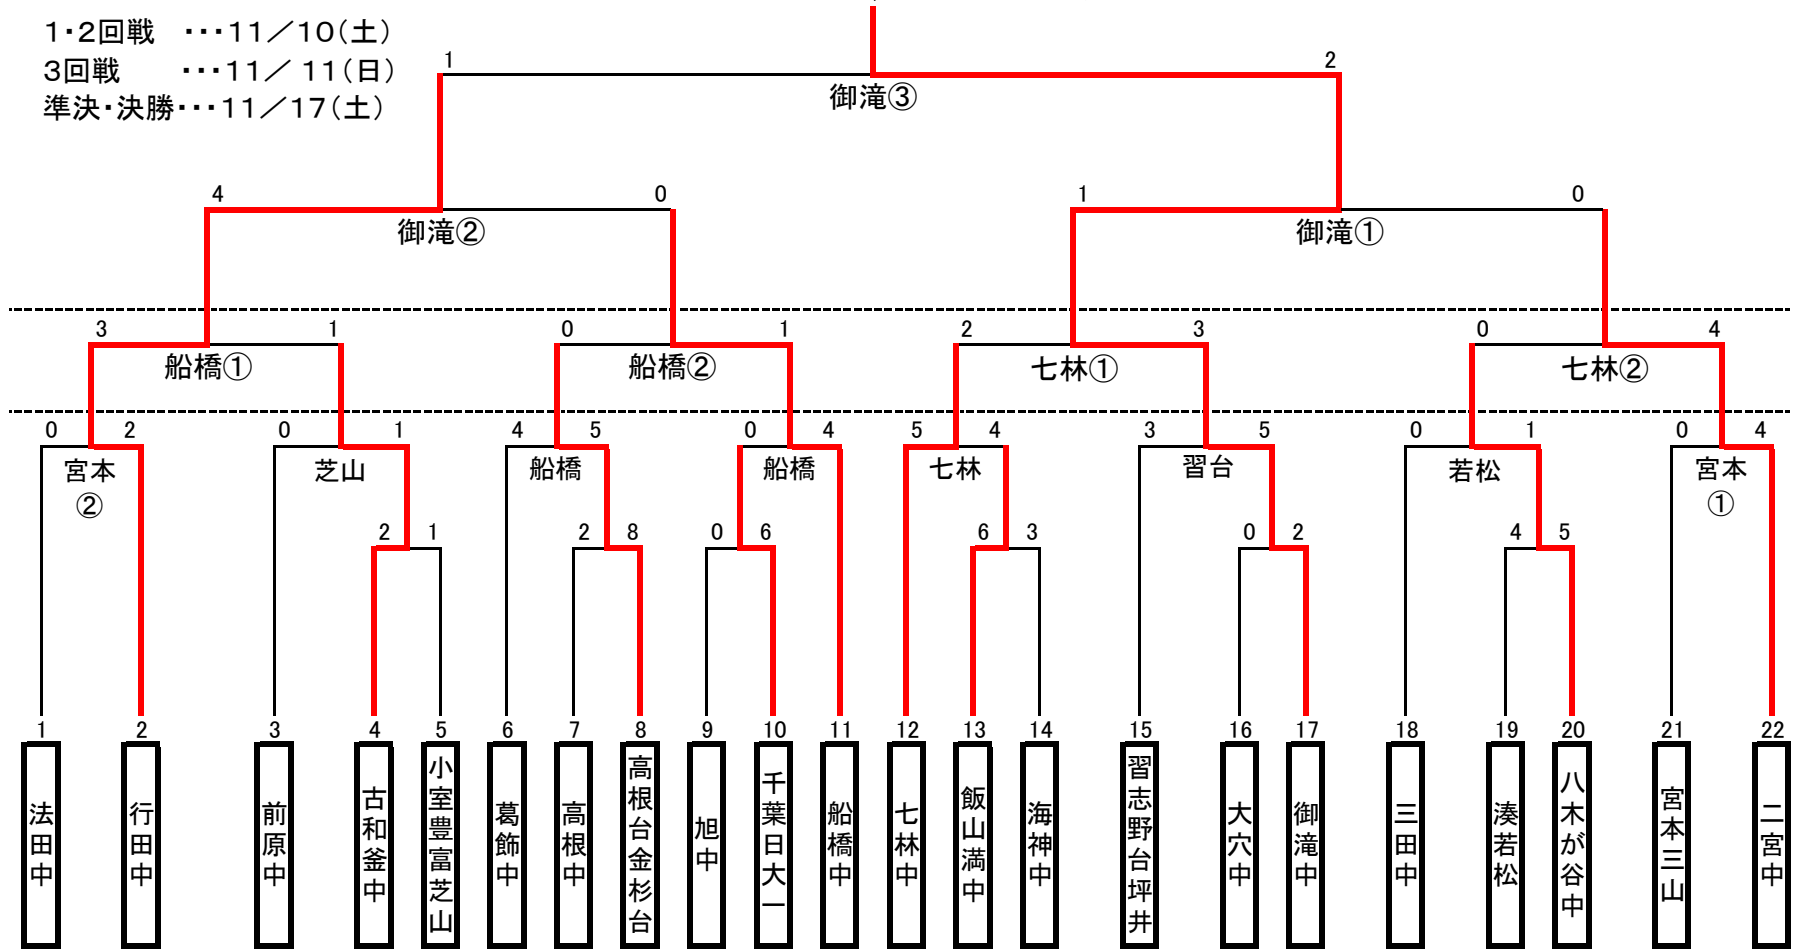 1・2回戦　・・・11／10(土)
3回戦　　・・・11／ 11(日)
準決・決勝・・・11／17(土)
1 2
御滝③
4 0 1 0
御滝② 御滝①
3 1 0 1 2 3 0 4
船橋① 船橋② 七林① 七林②
0 2 0 1 4 5 0 4 5 4 3 5 0 1 0 4
宮本② 芝山 船橋 船橋 七林 習台 若松 宮本①
2 1 2 8 0 6 6 3 0 2 4 5
1 2 3 4 5 6 7 8 9 10 11 12 13 14 15 16 17 18 19 20 21 22
法田中
行田中
前原中
古和釜中
小室豊富芝山
葛飾中
高根中
高根台金杉台
旭中
千葉日大一
船橋中
七林中
飯山満中
海神中
習志野台坪井
大穴中
御滝中
三田中
湊若松
八木が谷中
宮本三山
二宮中